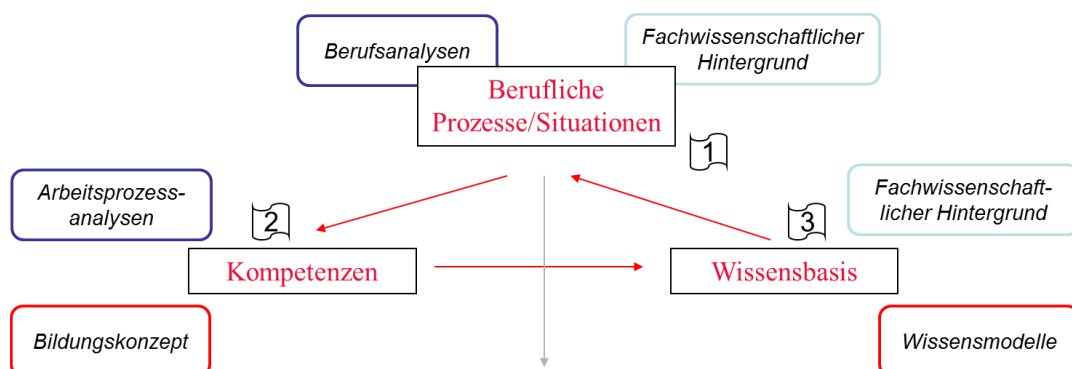 Berufsanalysen
Fachwissenschaftlicher
Hintergrund
Berufliche
Prozesse/Situationen
1
Arbeitsprozess-
analysen
2
3
Fachwissenschaft-
licher Hintergrund
Kompetenzen
Wissensbasis
Bildungskonzept
Wissensmodelle